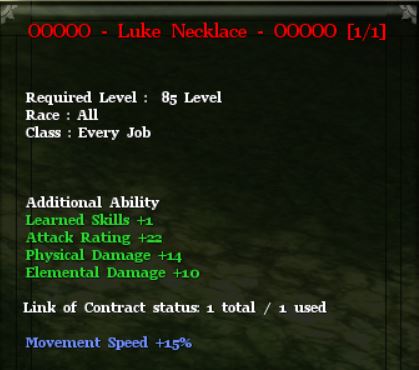 OOOOO - Luke Necklace - OOOOO [1/1]
Required Level : 85 Level
Race : All
Class : Every Job
Additional Ability
Learned Skills +1
Attack Rating +22
Physical Damage +14
Elemental Damage +10
Link of Contract status: 1 total / 1 used
Movement Speed +15%